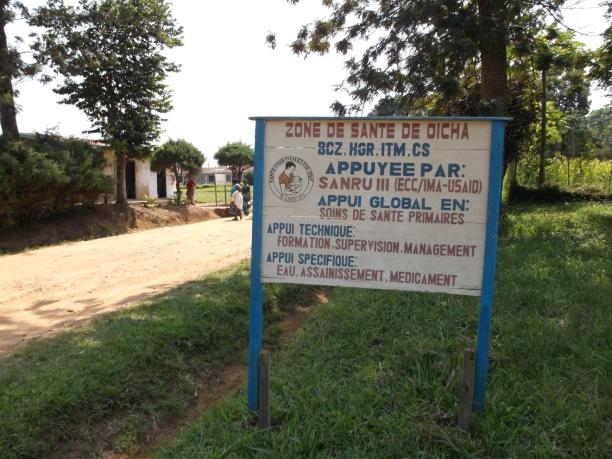 ZONE DE SANTE DE OICHA
BCZ.HGR.ITM.CS
APPUYEE PAR:
SANRU III (ECC/IMA-USAID)
APPUI GLOBAL EN:
SOINS DE SANTE PRIMAIRES
APPUI TECHNIQUE:
FORMATION.SUPERVISION.MANAGEMENT
APPUI SPECIFIQUE:
EAU.ASSAINISSEMENT.MEDICAMENT